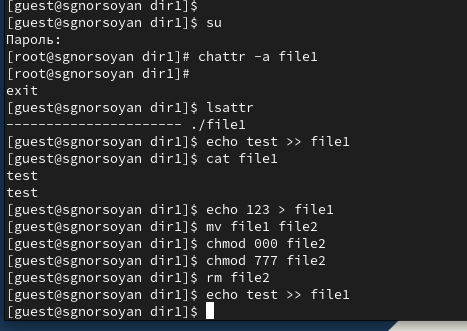 [guest@sgnorsoyan dir1]$
[guest@sgnorsoyan dir1]$ su
Пароль:
[root@sgnorsoyan dir1]# chattr -a file1
[root@sgnorsoyan dir1]#
exit
[guest@sgnorsoyan dir1]$ lsattr
---------------------- ./file1
[guest@sgnorsoyan dir1]$ echo test >> file1
[guest@sgnorsoyan dir1]$ cat file1
test
test
[guest@sgnorsoyan dir1]$ echo 123 > file1
[guest@sgnorsoyan dir1]$ mv file1 file2
[guest@sgnorsoyan dir1]$ chmod 000 file2
[guest@sgnorsoyan dir1]$ chmod 777 file2
[guest@sgnorsoyan dir1]$ rm file2
[guest@sgnorsoyan dir1]$ echo test >> file1
[guest@sgnorsoyan dir1]$